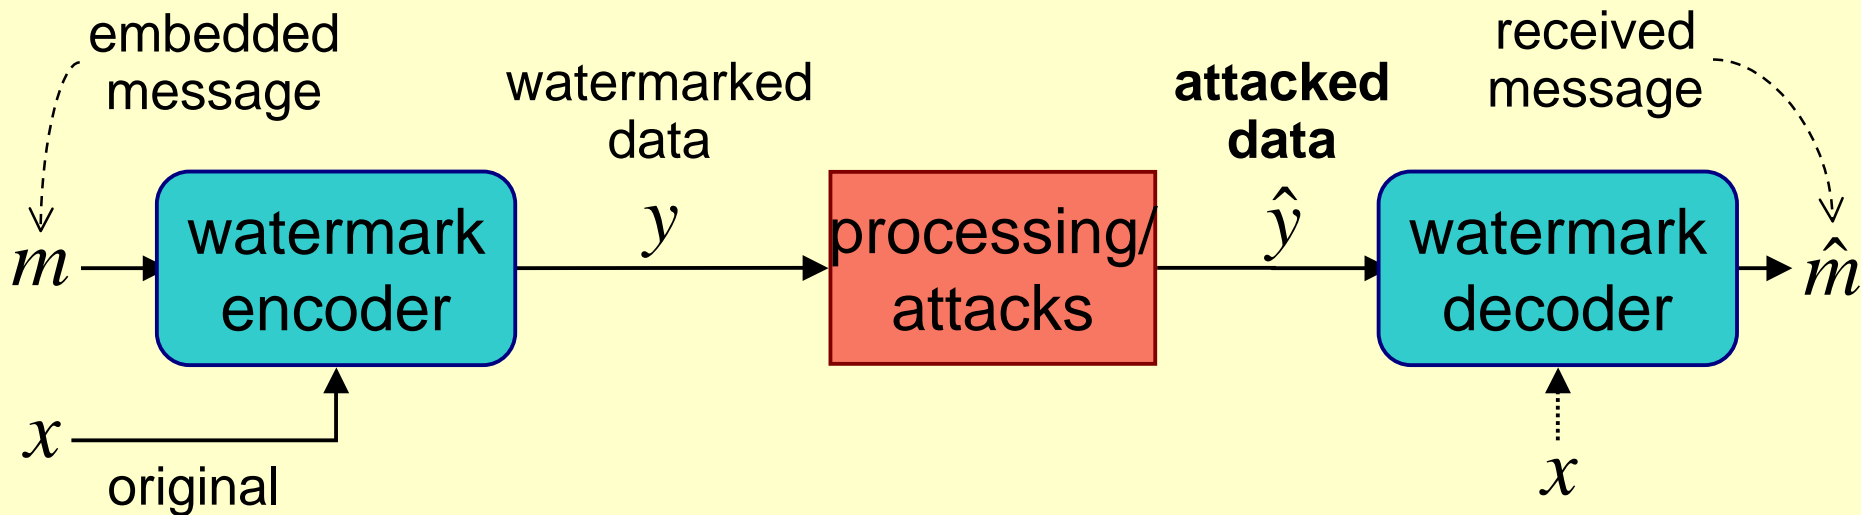 embedded
message
watermarked
data
attacked
data
received
message
m
watermark
encoder
y
processing/
attacks
ŷ
watermark
decoder
m̂
x
original
x